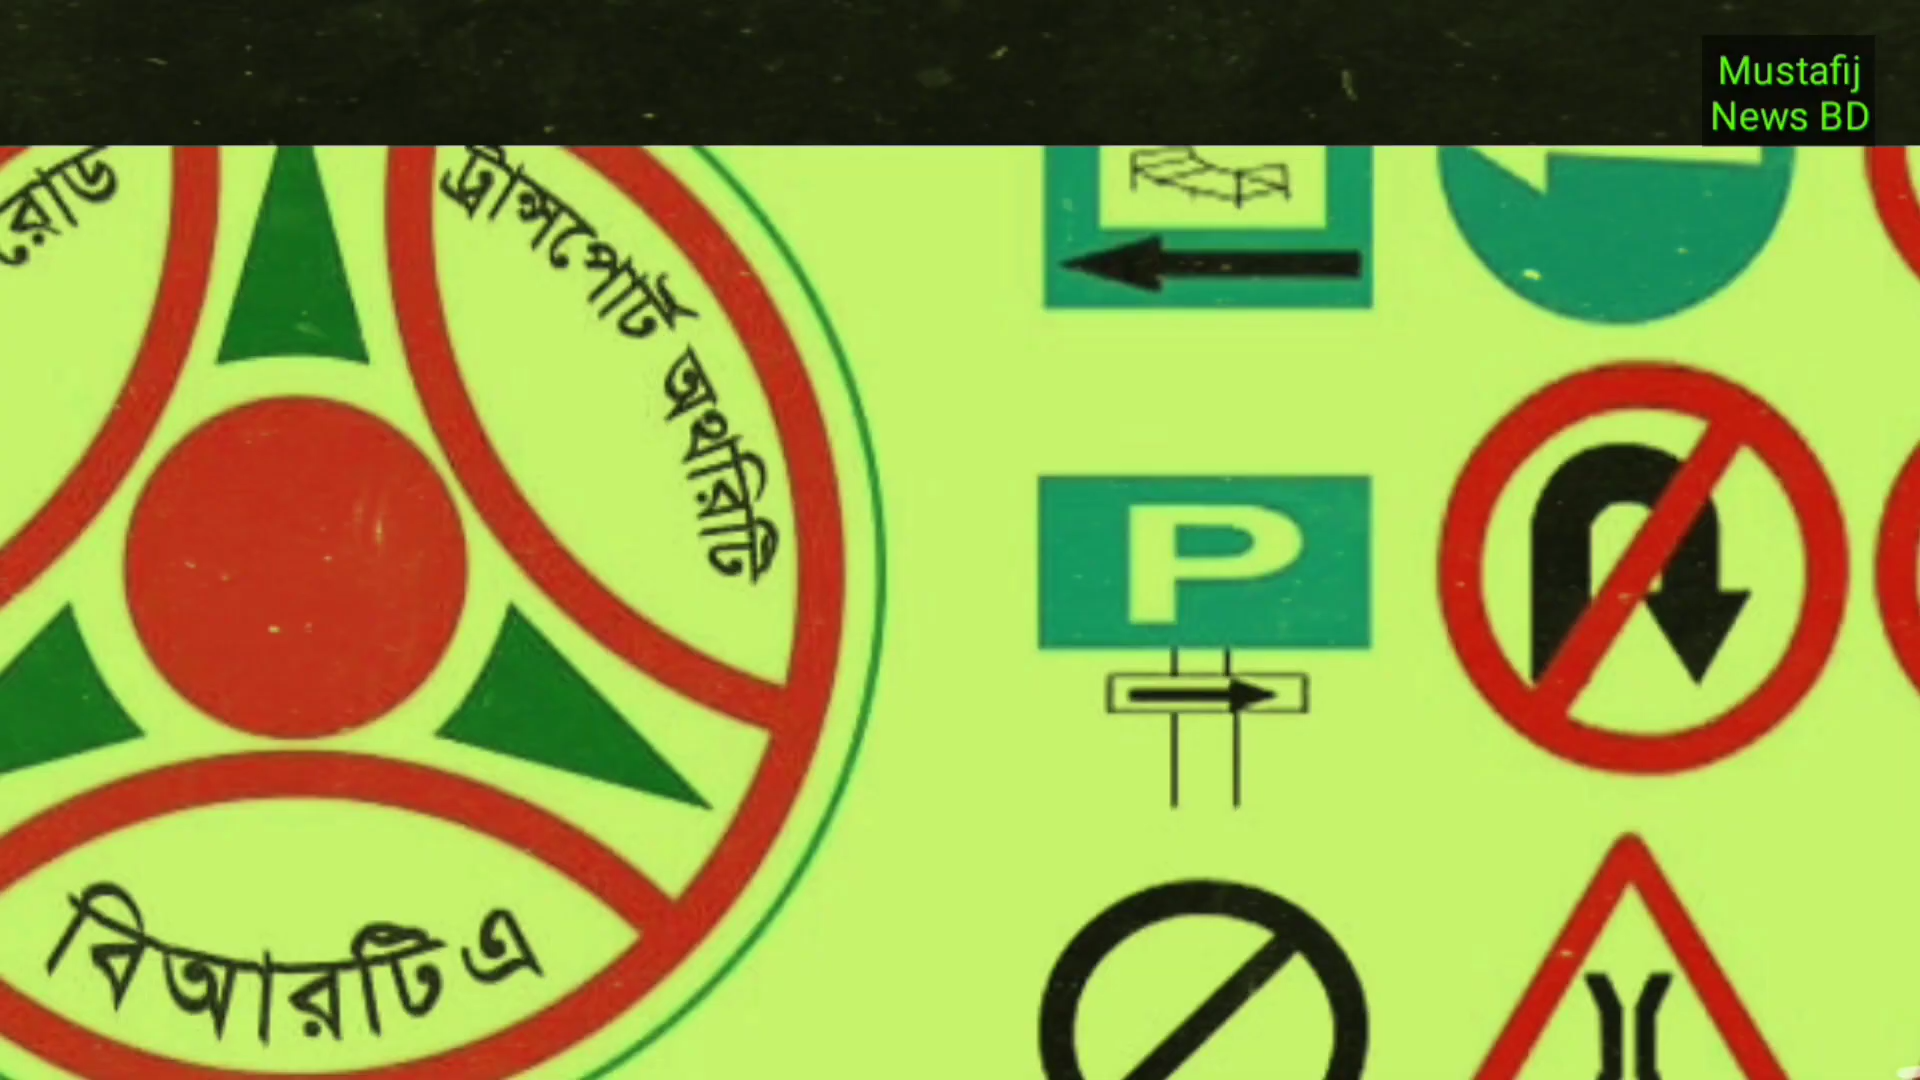 Mustafij
News BD
রোড
ট্রান্সপোর্ট অথরিটি
P
বিআরটিএ